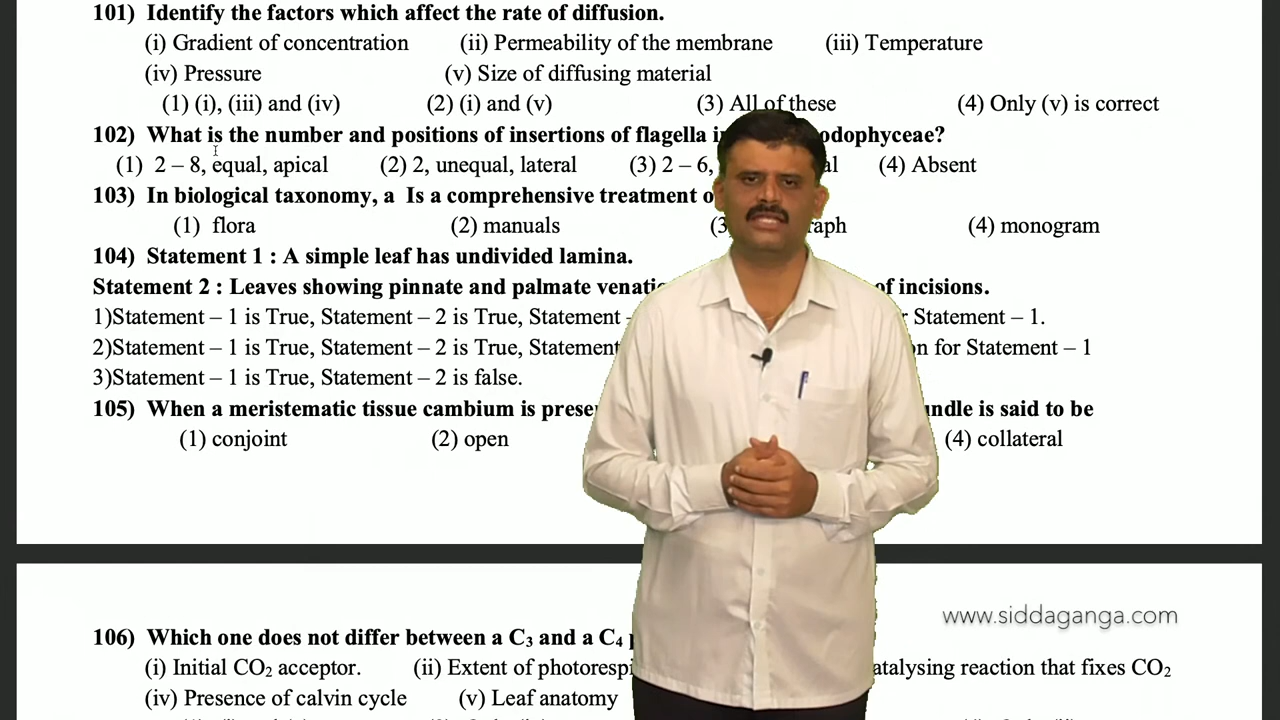 101) Identify the factors which affect the rate of diffusion.
(i) Gradient of concentration (ii) Permeability of the membrane (iii) Temperature
(iv) Pressure (v) Size of diffusing material
(1) (i), (iii) and (iv) (2) (i) and (v) (3) All of these (4) Only (v) is correct
102) What is the number and positions of insertions of flagella
(1) 2 – 8, equal, apical (2) 2, unequal, lateral (3) 2 – 6, (4) Absent
103) In biological taxonomy, a Is a comprehensive treatment
(1) flora (2) manuals (4) monogram
104) Statement 1 : A simple leaf has undivided lamina.
Statement 2 : Leaves showing pinnate and palmate of incisions.
1)Statement – 1 is True, Statement – 2 is True, Statement Statement – 1.
2)Statement – 1 is True, Statement – 2 is True, Statement for Statement – 1
3)Statement – 1 is True, Statement – 2 is false.
105) When a meristematic tissue cambium is is said to be
(1) conjoint (2) open (4) collateral
www.siddaganga.com
106) Which one does not differ between a C₃ and a C₄
(i) Initial CO₂ acceptor. (ii) Extent of reaction that fixes CO₂
(iv) Presence of calvin cycle (v) Leaf anatomy